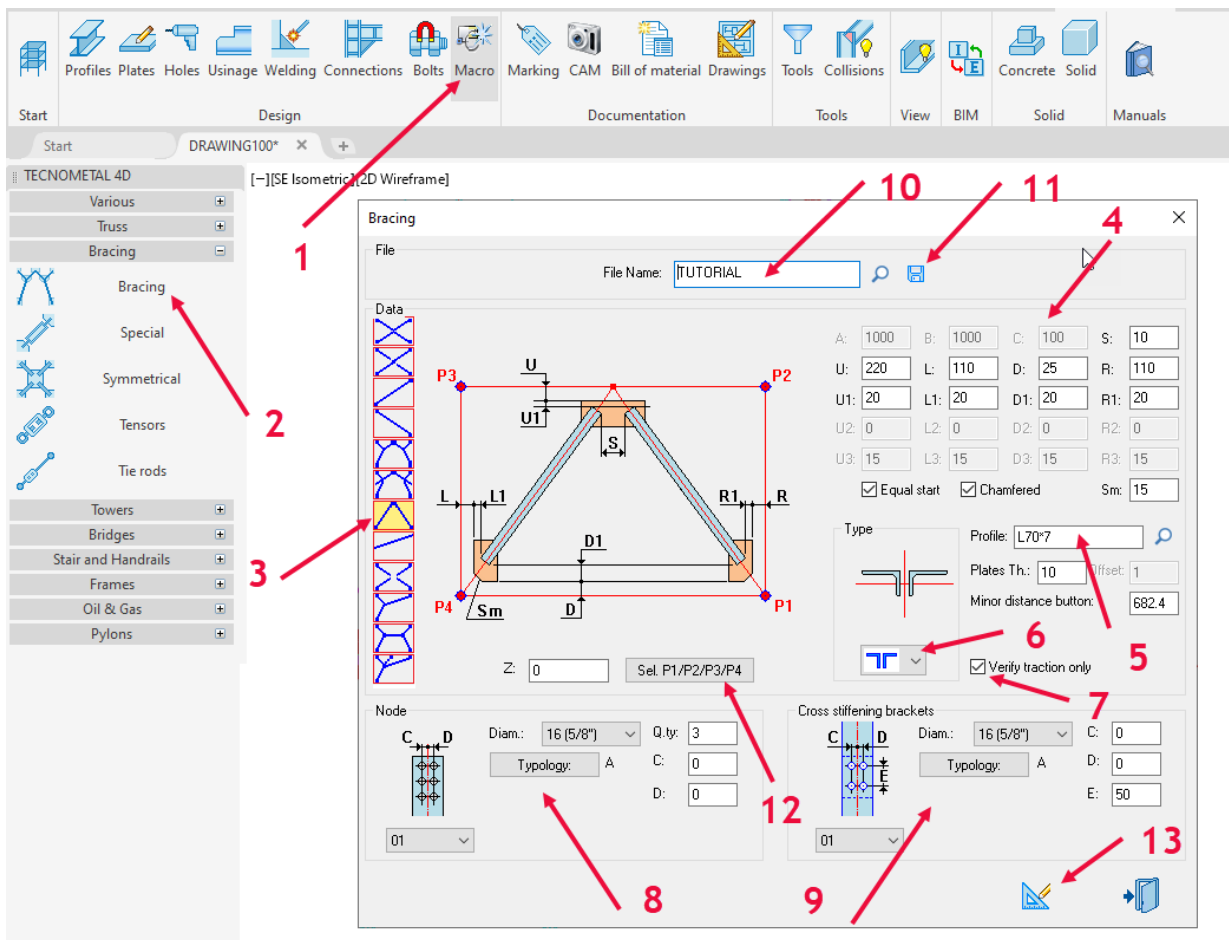 Profiles Plates Holes Usinage Welding Connections Bolts Macro Marking CAM Bill of material Drawings Tools Collisions Concrete Solid
Start Design Documentation Tools View BIM Solid Manuals
Start DRAWING100* × +
TECNOMETAL 4D
[−][SE Isometric][2D Wireframe]
Various
Truss
Bracing
Bracing
Special
Symmetrical
Tensors
Tie rods
Towers
Bridges
Stair and Handrails
Frames
Oil & Gas
Pylons
1
2
3
10
11
4
Bracing
File
File Name: TUTORIAL
Data
A: 1000 B: 1000 C: 100 S: 10
U: 220 L: 110 D: 25 R: 110
U1: 20 L1: 20 D1: 20 R1: 20
U2: 0 L2: 0 D2: 0 R2: 0
U3: 15 L3: 15 D3: 15 R3: 15
Equal start Chamfered Sm: 15
P3 U P2
U1
S
L L1 R1 R
D1
P4 Sm D P1
Type
Profile: L70*7
Plates Th.: 10 Offset: 1
Minor distance button: 682.4
6
5
Verify traction only
7
Z: 0 Sel. P1/P2/P3/P4
Node
C D
Diam.: 16 (5/8") Q.ty: 3
Typology: A C: 0
D: 0
01
12
8
Cross stiffening brackets
C D
E
Diam.: 16 (5/8") C: 0
Typology: A D: 0
E: 50
01
13
9